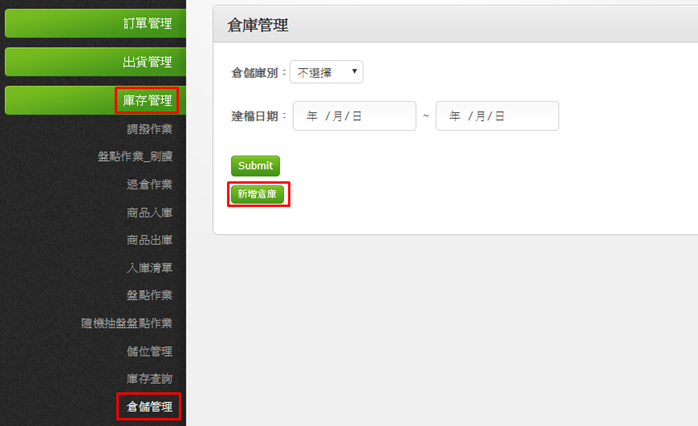 訂單管理
出貨管理
庫存管理
調撥作業
盤點作業_刷讀
退倉作業
商品入庫
商品出庫
入庫清單
盤點作業
隨機抽盤盤點作業
儲位管理
庫存查詢
倉儲管理
倉庫管理
倉儲庫別：不選擇
建檔日期： 年 /月/日 ~ 年 /月/日
Submit
新增倉庫